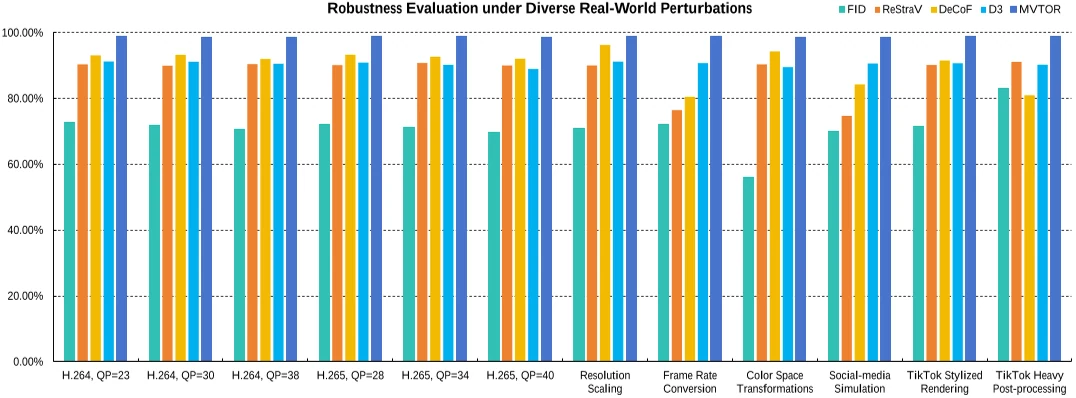 Robustness Evaluation under Diverse Real-World Perturbations
FID ReStraV DeCoF D3 MVTOR
100.00%
80.00%
60.00%
40.00%
20.00%
0.00%
H.264, QP=23
H.264, QP=30
H.264, QP=38
H.265, QP=28
H.265, QP=34
H.265, QP=40
Resolution
Scaling
Frame Rate
Conversion
Color Space
Transformations
Social-media
Simulation
TikTok Stylized
Rendering
TikTok Heavy
Post-processing